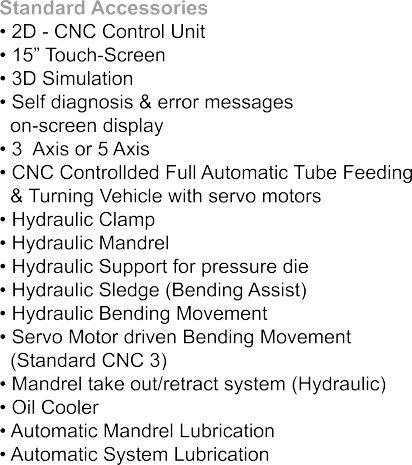 Standard Accessories
• 2D - CNC Control Unit
• 15” Touch-Screen
• 3D Simulation
• Self diagnosis & error messages
on-screen display
• 3  Axis or 5 Axis
• CNC Controllded Full Automatic Tube Feeding
& Turning Vehicle with servo motors
• Hydraulic Clamp
• Hydraulic Mandrel
• Hydraulic Support for pressure die
• Hydraulic Sledge (Bending Assist)
• Hydraulic Bending Movement
• Servo Motor driven Bending Movement
(Standard CNC 3)
• Mandrel take out/retract system (Hydraulic)
• Oil Cooler
• Automatic Mandrel Lubrication
• Automatic System Lubrication